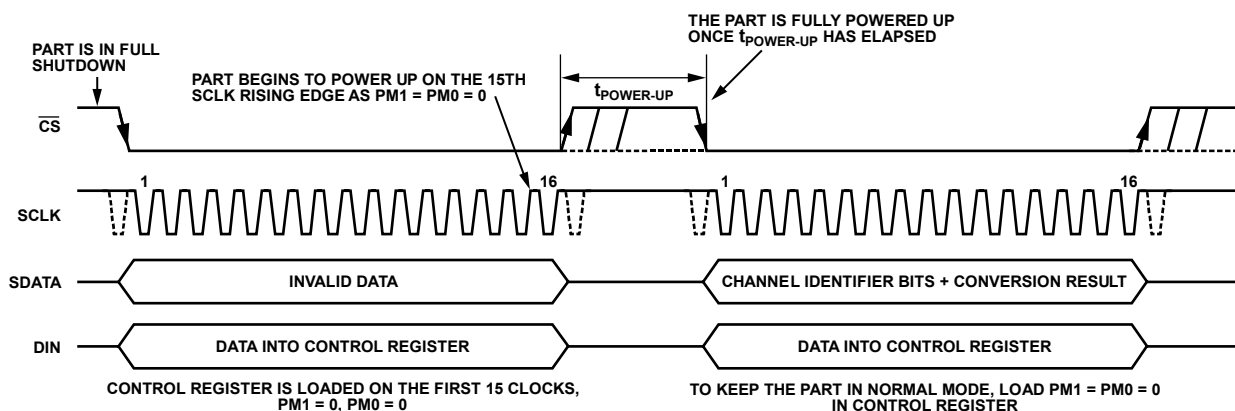 PART IS IN FULL
SHUTDOWN
PART BEGINS TO POWER UP ON THE 15TH
SCLK RISING EDGE AS PM1 = PM0 = 0
tPOWER-UP
THE PART IS FULLY POWERED UP
ONCE tPOWER-UP HAS ELAPSED
CS
1
16
1
16
SCLK
SDATA
INVALID DATA
CHANNEL IDENTIFIER BITS + CONVERSION RESULT
DIN
DATA INTO CONTROL REGISTER
DATA INTO CONTROL REGISTER
CONTROL REGISTER IS LOADED ON THE FIRST 15 CLOCKS,
PM1 = 0, PM0 = 0
TO KEEP THE PART IN NORMAL MODE, LOAD PM1 = PM0 = 0
IN CONTROL REGISTER